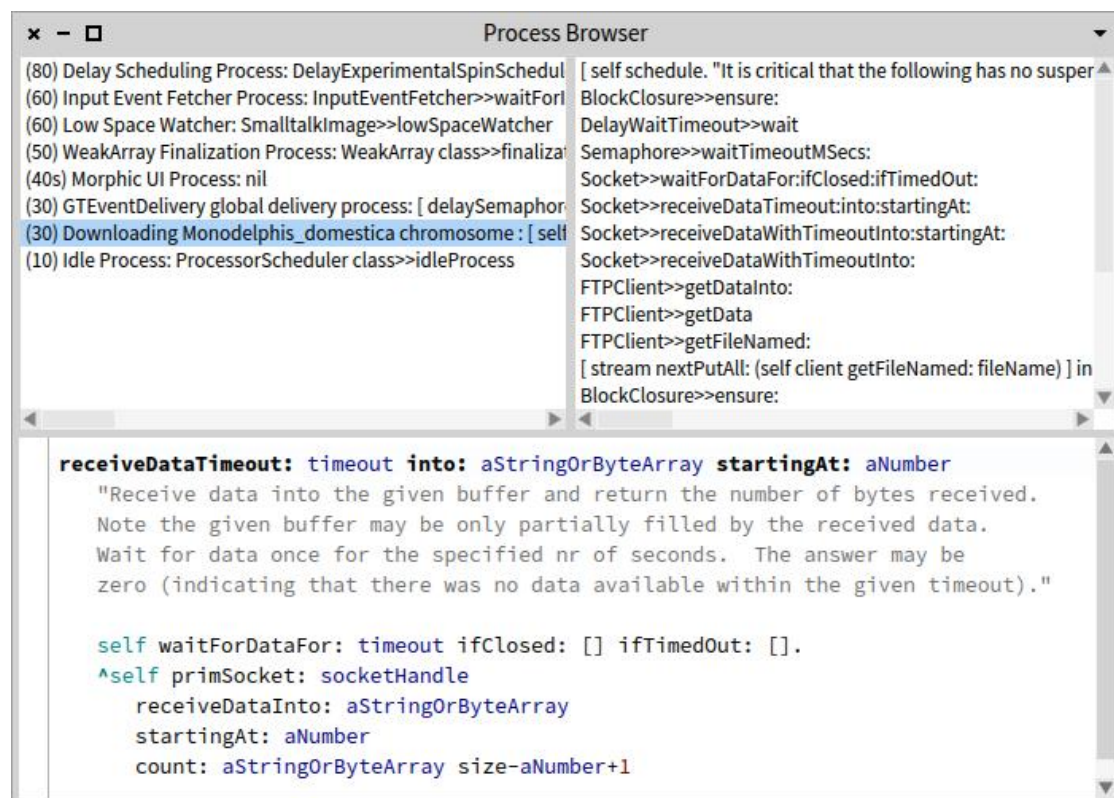 Process Browser
(80) Delay Scheduling Process: DelayExperimentalSpinSchedul
(60) Input Event Fetcher Process: InputEventFetcher>>waitForI
(60) Low Space Watcher: SmalltalkImage>>lowSpaceWatcher
(50) WeakArray Finalization Process: WeakArray class>>finalizat
(40s) Morphic UI Process: nil
(30) GTEventDelivery global delivery process: [ delaySemaphor
(30) Downloading Monodelphis_domestica chromosome : [ self
(10) Idle Process: ProcessorScheduler class>>idleProcess
[ self schedule. "It is critical that the following has no susper
BlockClosure>>ensure:
DelayWaitTimeout>>wait
Semaphore>>waitTimeoutMSecs:
Socket>>waitForDataFor:ifClosed:ifTimedOut:
Socket>>receiveDataTimeout:into:startingAt:
Socket>>receiveDataWithTimeoutInto:startingAt:
Socket>>receiveDataWithTimeoutInto:
FTPClient>>getDataInto:
FTPClient>>getData
FTPClient>>getFileNamed:
[ stream nextPutAll: (self client getFileNamed: fileName) ] in
BlockClosure>>ensure:
receiveDataTimeout: timeout into: aStringOrByteArray startingAt: aNumber
"Receive data into the given buffer and return the number of bytes received.
Note the given buffer may be only partially filled by the received data.
Wait for data once for the specified nr of seconds.  The answer may be
zero (indicating that there was no data available within the given timeout)."
self waitForDataFor: timeout ifClosed: [] ifTimedOut: [].
^self primSocket: socketHandle
receiveDataInto: aStringOrByteArray
startingAt: aNumber
count: aStringOrByteArray size-aNumber+1